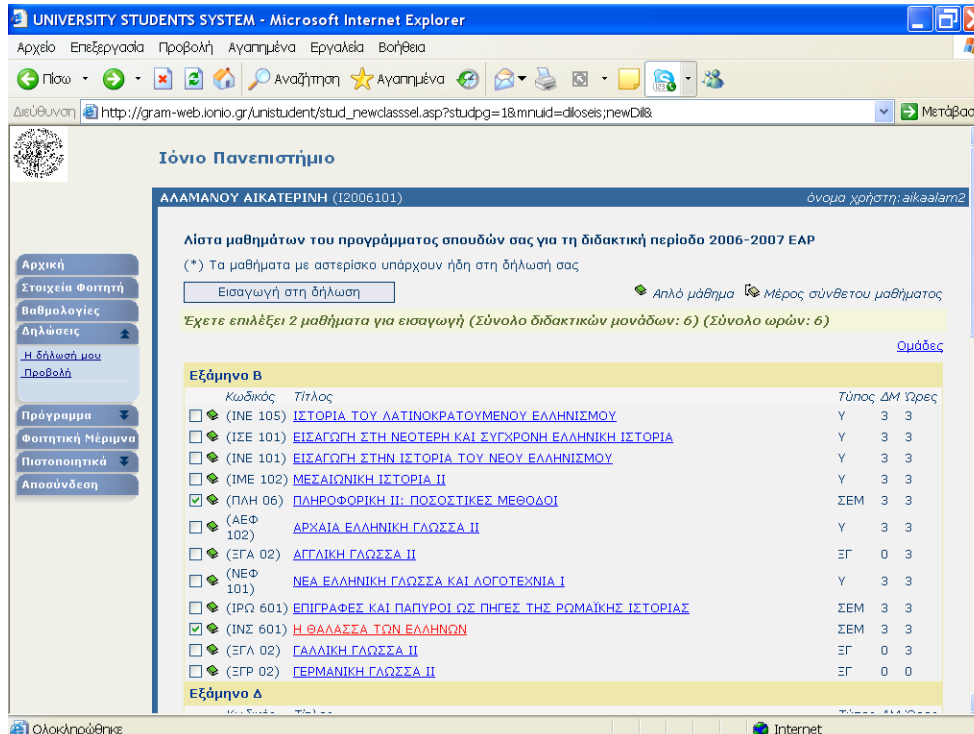 UNIVERSITY STUDENTS SYSTEM - Microsoft Internet Explorer
Αρχείο Επεξεργασία Προβολή Αγαπημένα Εργαλεία Βοήθεια
Πίσω Αναζήτηση Αγαπημένα
Διεύθυνση http://gram-web.ionio.gr/unistudent/stud_newclasssel.asp?studpg=1&mnuid=diloseis;newDil& Μετάβασ
Ιόνιο Πανεπιστήμιο
ΑΛΑΜΑΝΟΥ ΑΙΚΑΤΕΡΙΝΗ (Ι2006101) όνομα χρήστη: aikaalam2
Αρχική
Στοιχεία Φοιτητή
Βαθμολογίες
Δηλώσεις
Η δήλωσή μου
Προβολή
Πρόγραμμα
Φοιτητική Μέριμνα
Πιστοποιητικά
Αποσύνδεση
Λίστα μαθημάτων του προγράμματος σπουδών σας για τη διδακτική περίοδο 2006-2007 ΕΑΡ
(*) Τα μαθήματα με αστερίσκο υπάρχουν ήδη στη δήλωσή σας
Εισαγωγή στη δήλωση Απλό μάθημα Μέρος σύνθετου μαθήματος
Έχετε επιλέξει 2 μαθήματα για εισαγωγή (Σύνολο διδακτικών μονάδων: 6) (Σύνολο ωρών: 6)
Ομάδες
Εξάμηνο Β
Κωδικός Τίτλος Τύπος ΔΜ Ώρες
(ΙΝΕ 105) ΙΣΤΟΡΙΑ ΤΟΥ ΛΑΤΙΝΟΚΡΑΤΟΥΜΕΝΟΥ ΕΛΛΗΝΙΣΜΟΥ Υ 3 3
(ΙΣΕ 101) ΕΙΣΑΓΩΓΗ ΣΤΗ ΝΕΟΤΕΡΗ ΚΑΙ ΣΥΓΧΡΟΝΗ ΕΛΛΗΝΙΚΗ ΙΣΤΟΡΙΑ Υ 3 3
(ΙΝΕ 101) ΕΙΣΑΓΩΓΗ ΣΤΗΝ ΙΣΤΟΡΙΑ ΤΟΥ ΝΕΟΥ ΕΛΛΗΝΙΣΜΟΥ Υ 3 3
(ΙΜΕ 102) ΜΕΣΑΙΩΝΙΚΗ ΙΣΤΟΡΙΑ ΙΙ Υ 3 3
(ΠΛΗ 06) ΠΛΗΡΟΦΟΡΙΚΗ ΙΙ: ΠΟΣΟΣΤΙΚΕΣ ΜΕΘΟΔΟΙ ΣΕΜ 3 3
(ΑΕΦ 102) ΑΡΧΑΙΑ ΕΛΛΗΝΙΚΗ ΓΛΩΣΣΑ ΙΙ Υ 3 3
(ΞΓΑ 02) ΑΓΓΛΙΚΗ ΓΛΩΣΣΑ ΙΙ ΞΓ 0 3
(ΝΕΦ 101) ΝΕΑ ΕΛΛΗΝΙΚΗ ΓΛΩΣΣΑ ΚΑΙ ΛΟΓΟΤΕΧΝΙΑ Ι Υ 3 3
(ΙΡΩ 601) ΕΠΙΓΡΑΦΕΣ ΚΑΙ ΠΑΠΥΡΟΙ ΩΣ ΠΗΓΕΣ ΤΗΣ ΡΩΜΑΪΚΗΣ ΙΣΤΟΡΙΑΣ ΣΕΜ 3 3
(ΙΝΣ 601) Η ΘΑΛΑΣΣΑ ΤΩΝ ΕΛΛΗΝΩΝ ΣΕΜ 3 3
(ΞΓΛ 02) ΓΑΛΛΙΚΗ ΓΛΩΣΣΑ ΙΙ ΞΓ 0 3
(ΞΓΡ 02) ΓΕΡΜΑΝΙΚΗ ΓΛΩΣΣΑ ΙΙ ΞΓ 0 0
Εξάμηνο Δ
Ολοκληρώθηκε Internet